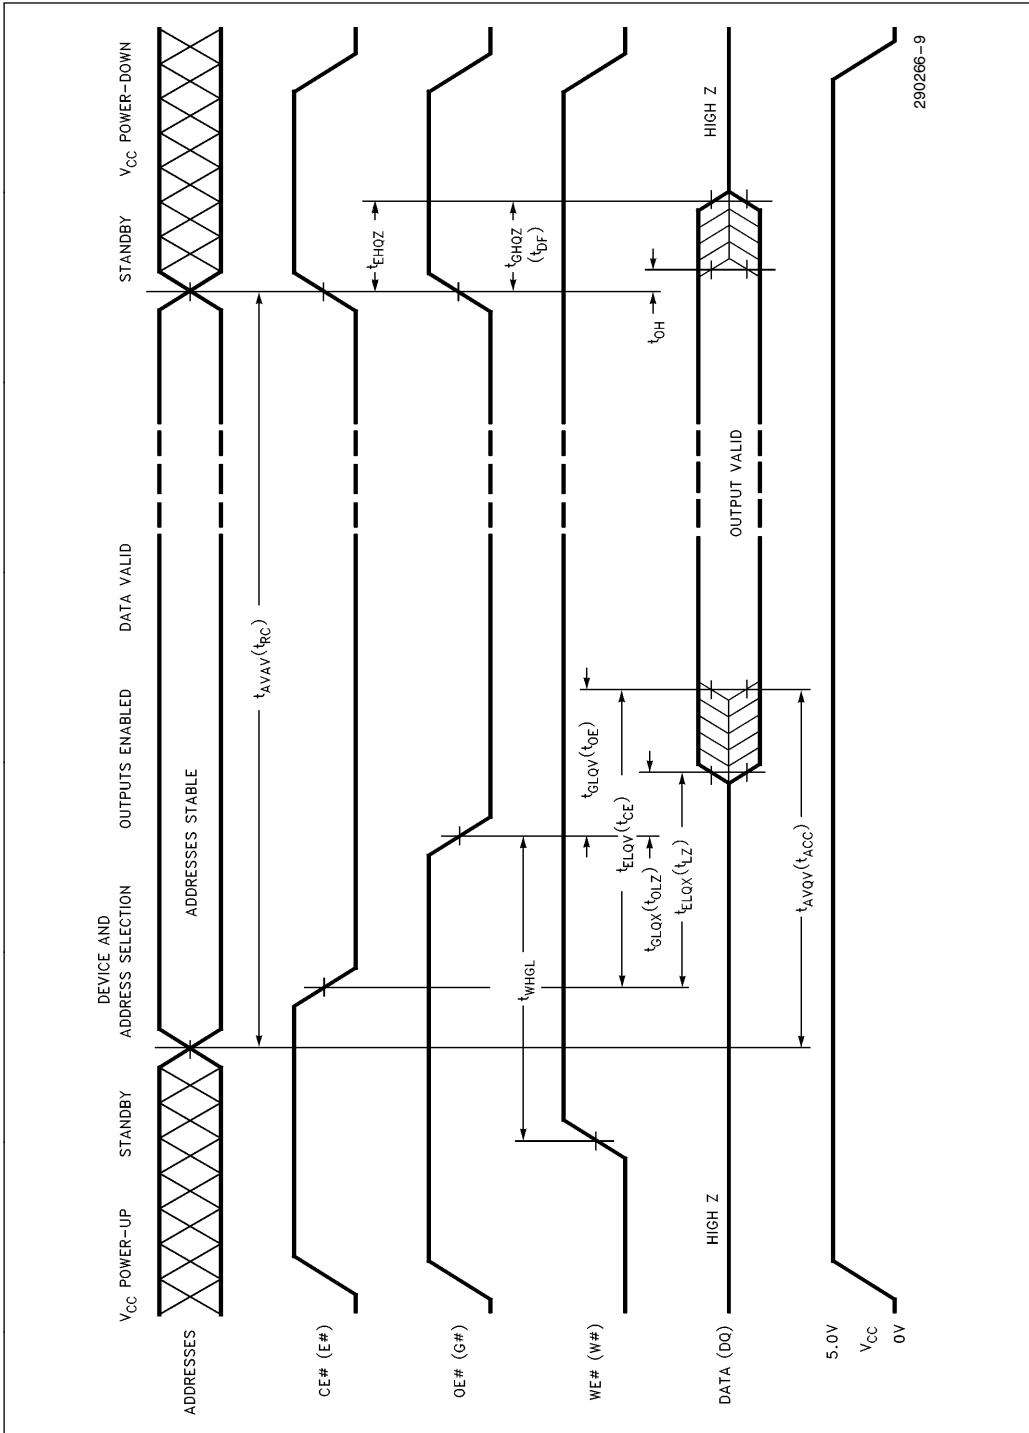 VCC POWER-UP
STANDBY
DEVICE AND
ADDRESS SELECTION
OUTPUTS ENABLED
DATA VALID
STANDBY
VCC POWER-DOWN
ADDRESSES
ADDRESSES STABLE
tAVAV(tRC)
CE# (E#)
tEHQZ
OE# (G#)
tGHQZ
(tDF)
tWHGL
WE# (W#)
tGLQV(tOE)
tELQV(tCE)
tGLQX(tOLZ)
tELQX(tLZ)
tOH
DATA (DQ)
HIGH Z
OUTPUT VALID
HIGH Z
tAVQV(tACC)
5.0V
VCC
0V
290266-9